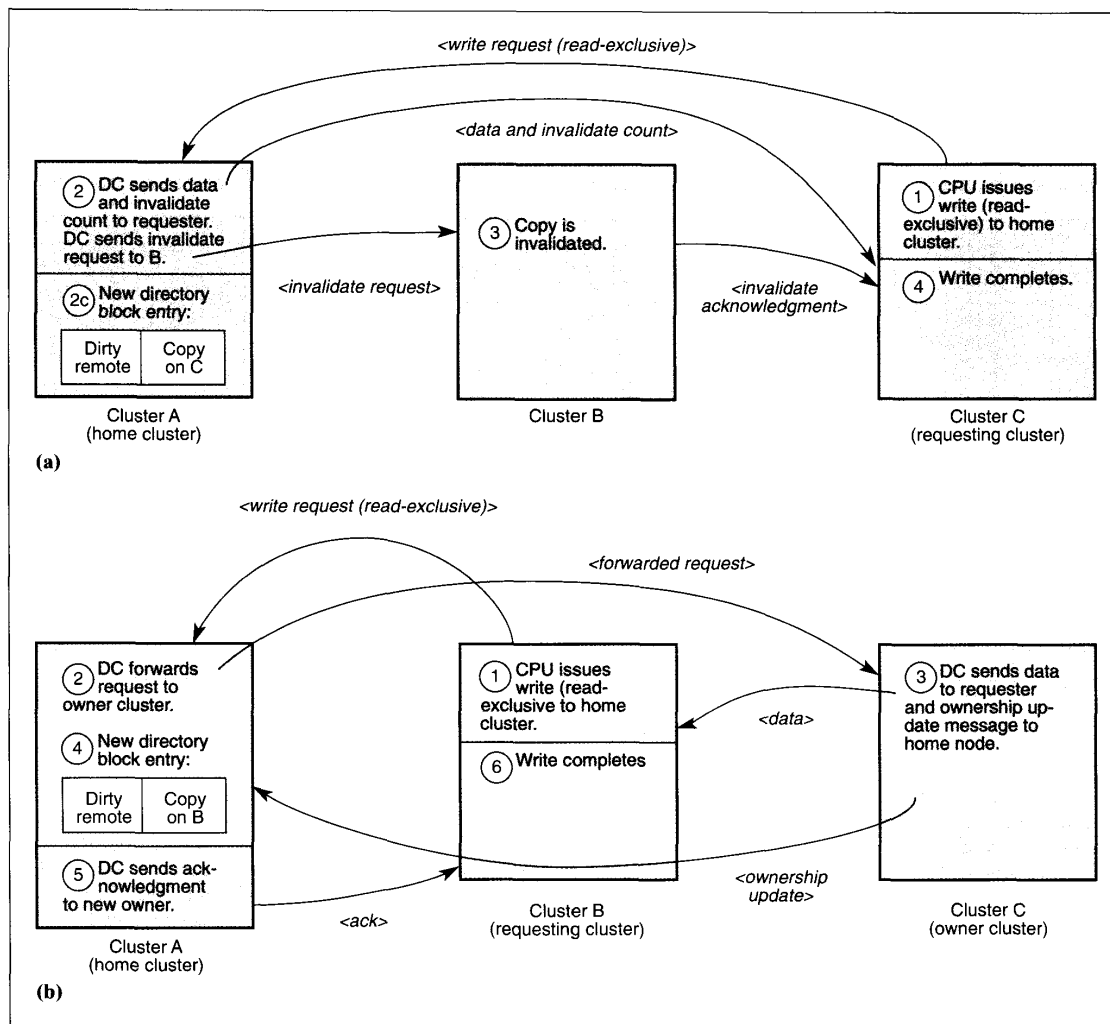 <write request (read-exclusive)>
<data and invalidate count>
2 DC sends data
and invalidate
count to requester.
DC sends invalidate
request to B.
2c New directory
block entry:
Dirty
remote
Copy
on C
Cluster A
(home cluster)
<invalidate request>
3 Copy is
invalidated.
Cluster B
<invalidate
acknowledgment>
1 CPU issues
write (read-
exclusive) to home
cluster.
4 Write completes.
Cluster C
(requesting cluster)
(a)
<write request (read-exclusive)>
<forwarded request>
2 DC forwards
request to
owner cluster.
4 New directory
block entry:
Dirty
remote
Copy
on B
5 DC sends ack-
nowledgment
to new owner.
Cluster A
(home cluster)
<ack>
1 CPU issues
write (read-
exclusive to home
cluster.
6 Write completes
Cluster B
(requesting cluster)
<data>
<ownership
update>
3 DC sends data
to requester
and ownership up-
date message to
home node.
Cluster C
(owner cluster)
(b)